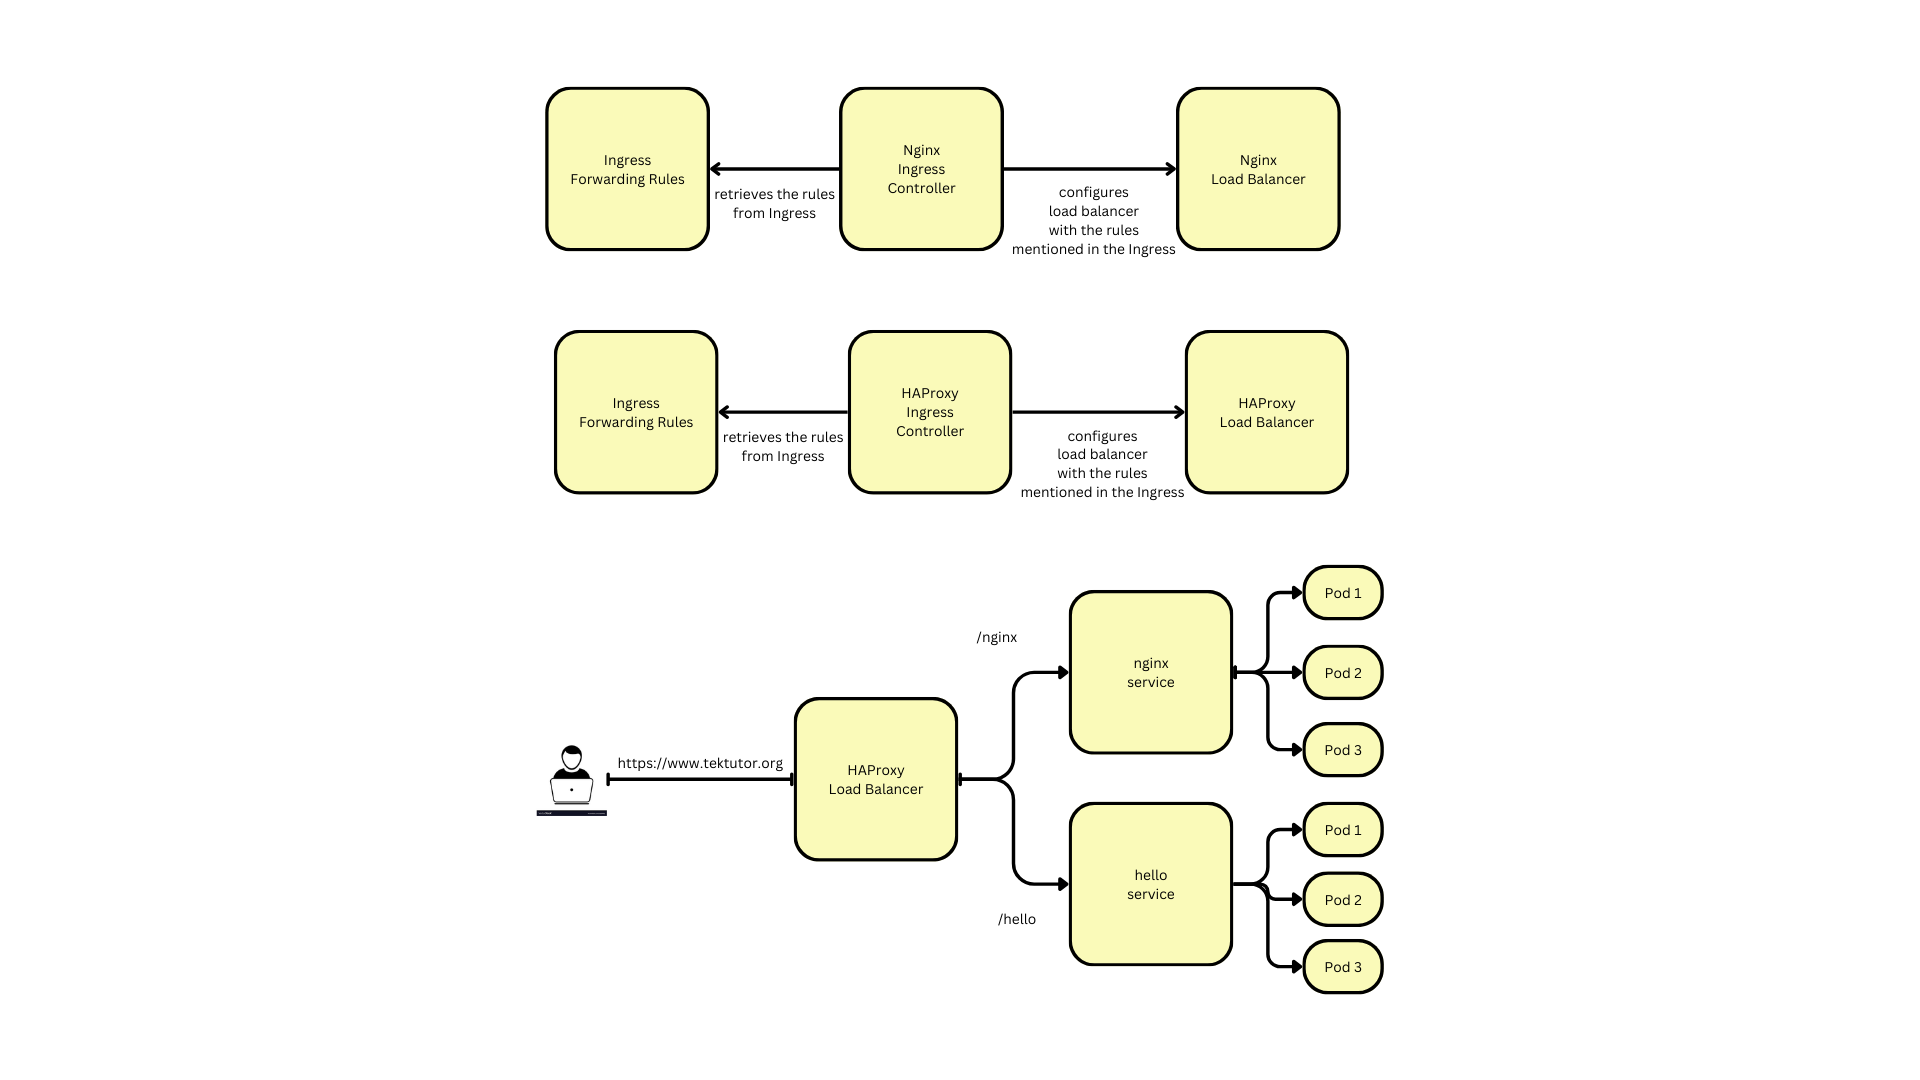 Ingress
Forwarding Rules
retrieves the rules
from Ingress
Nginx
Ingress
Controller
configures
load balancer
with the rules
mentioned in the Ingress
Nginx
Load Balancer
Ingress
Forwarding Rules
retrieves the rules
from Ingress
HAProxy
Ingress
Controller
configures
load balancer
with the rules
mentioned in the Ingress
HAProxy
Load Balancer
https://www.tektutor.org
HAProxy
Load Balancer
/nginx
nginx
service
Pod 1
Pod 2
Pod 3
/hello
hello
service
Pod 1
Pod 2
Pod 3